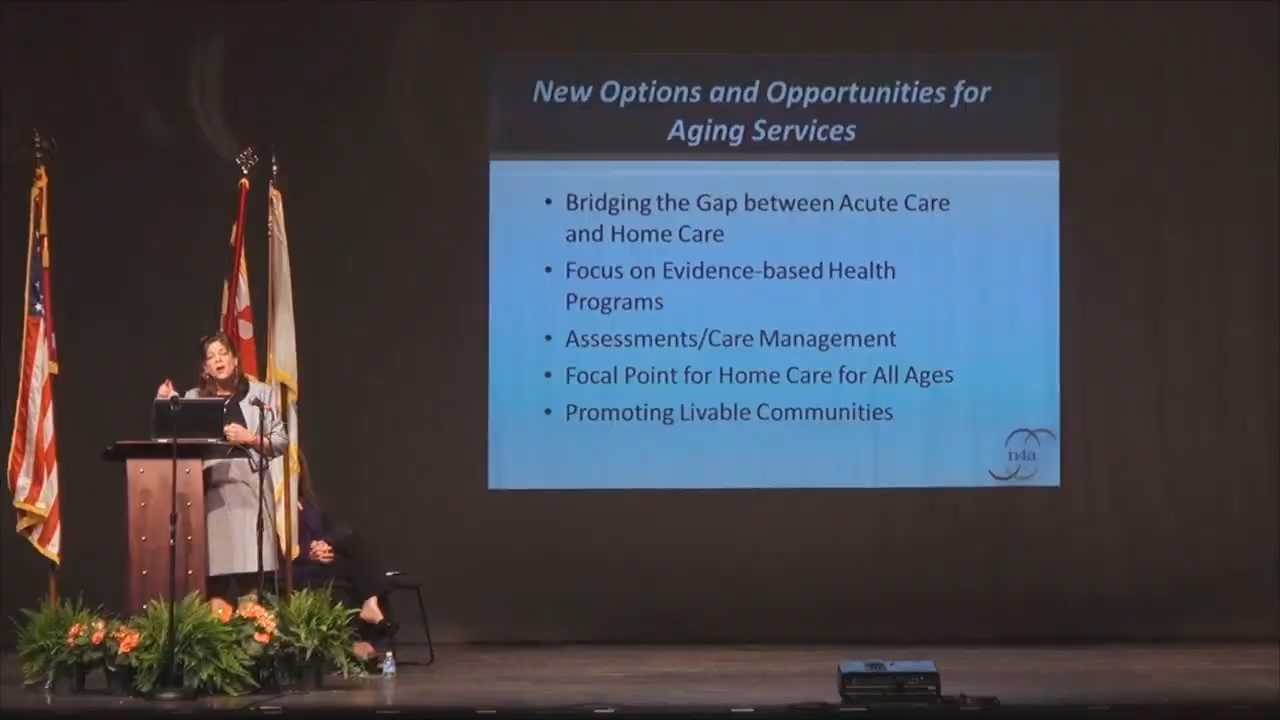 New Options and Opportunities for
Aging Services
• Bridging the Gap between Acute Care
and Home Care
• Focus on Evidence-based Health
Programs
• Assessments/Care Management
• Focal Point for Home Care for All Ages
• Promoting Livable Communities
n4a